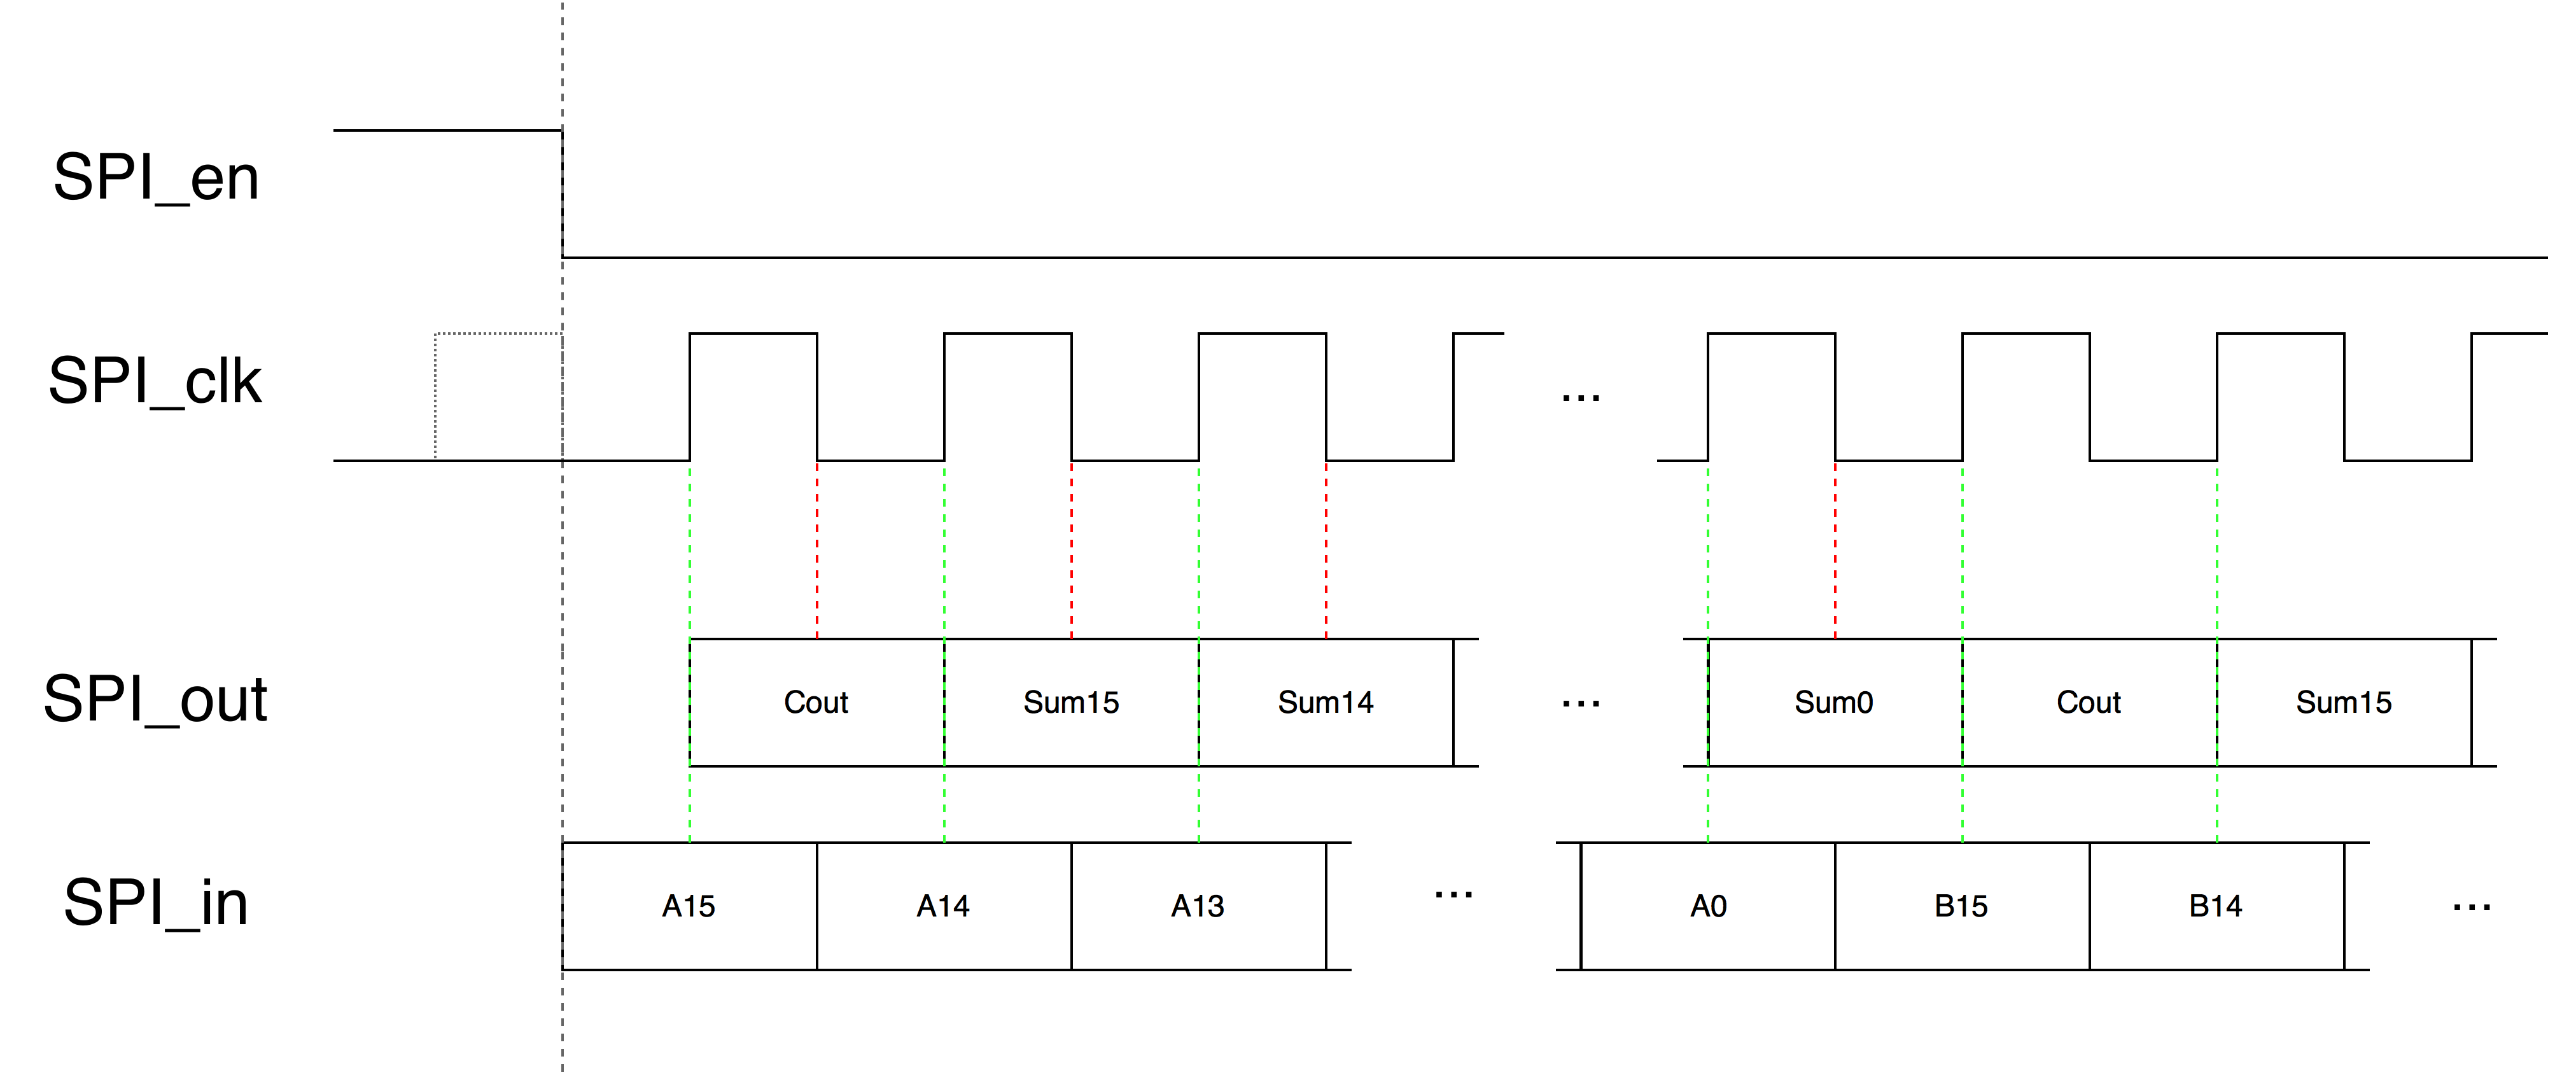 SPI_en
SPI_clk
...
SPI_out
Cout Sum15 Sum14 ... Sum0 Cout Sum15
SPI_in
A15 A14 A13 ... A0 B15 B14 ...